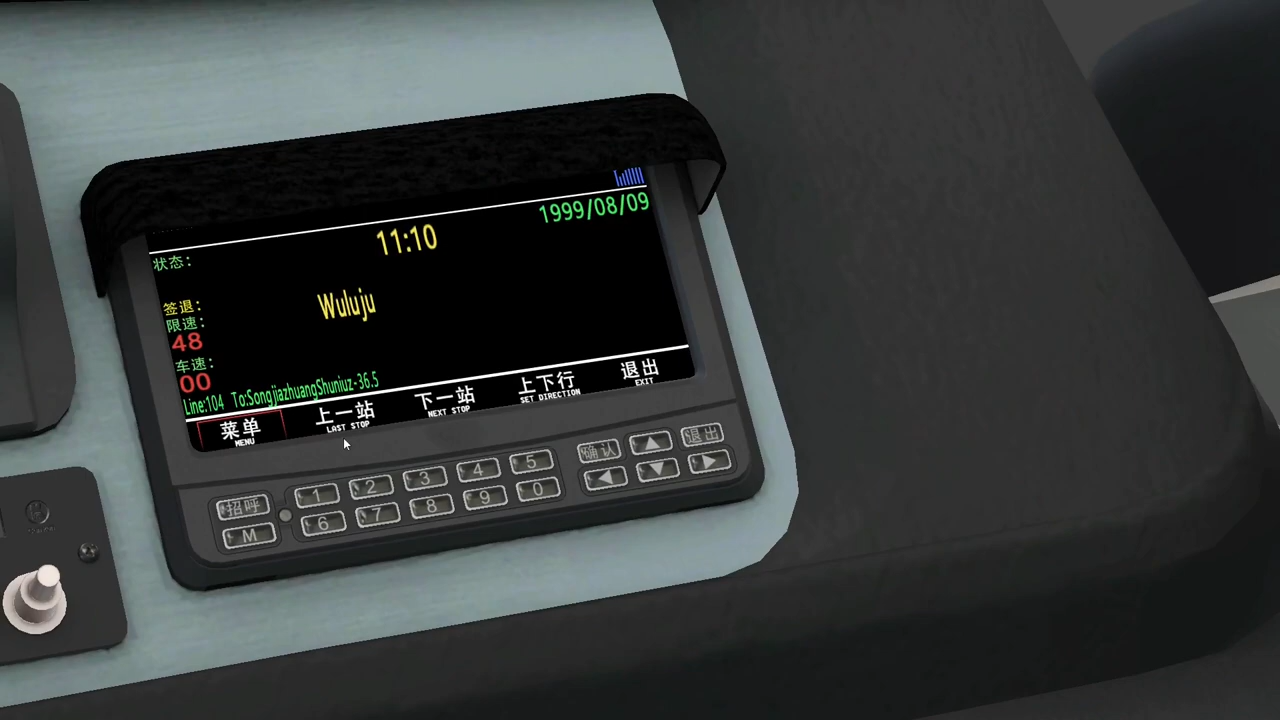 1999/08/09
11:10
状态:
签退:
Wuluju
限速:
48
车速:
00
Line:104 To:SongjiazhuangShuniuz-36.5
菜单 上一站 下一站 上下行 退出
MENU LAST STOP NEXT STOP SET DIRECTION EXIT
招呼 1 2 3 4 5 确认 退出
M 6 7 8 9 0